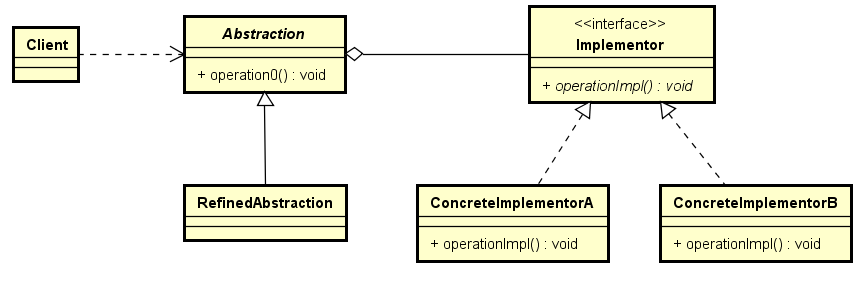 Client
Abstraction
+ operation0() : void
<<interface>>
Implementor
+ operationImpl() : void
RefinedAbstraction
ConcreteImplementorA
+ operationImpl() : void
ConcreteImplementorB
+ operationImpl() : void